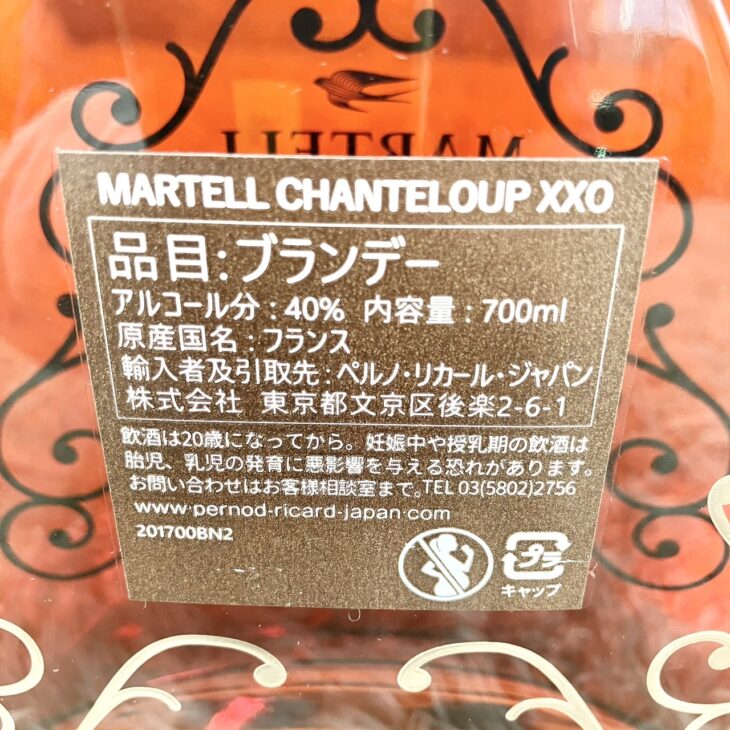 MARTELL
MARTELL CHANTELOUP XXO
品目:ブランデー
アルコール分:40% 内容量:700ml
原産国名:フランス
輸入者及引取先:ペルノ・リカール・ジャパン
株式会社 東京都文京区後楽2-6-1
飲酒は20歳になってから。妊娠中や授乳期の飲酒は
胎児、乳児の発育に悪影響を与える恐れがあります。
お問い合わせはお客様相談室まで。TEL 03(5802)2756
www.pernod-ricard-japan.com
201700BN2
プラ
キャップ